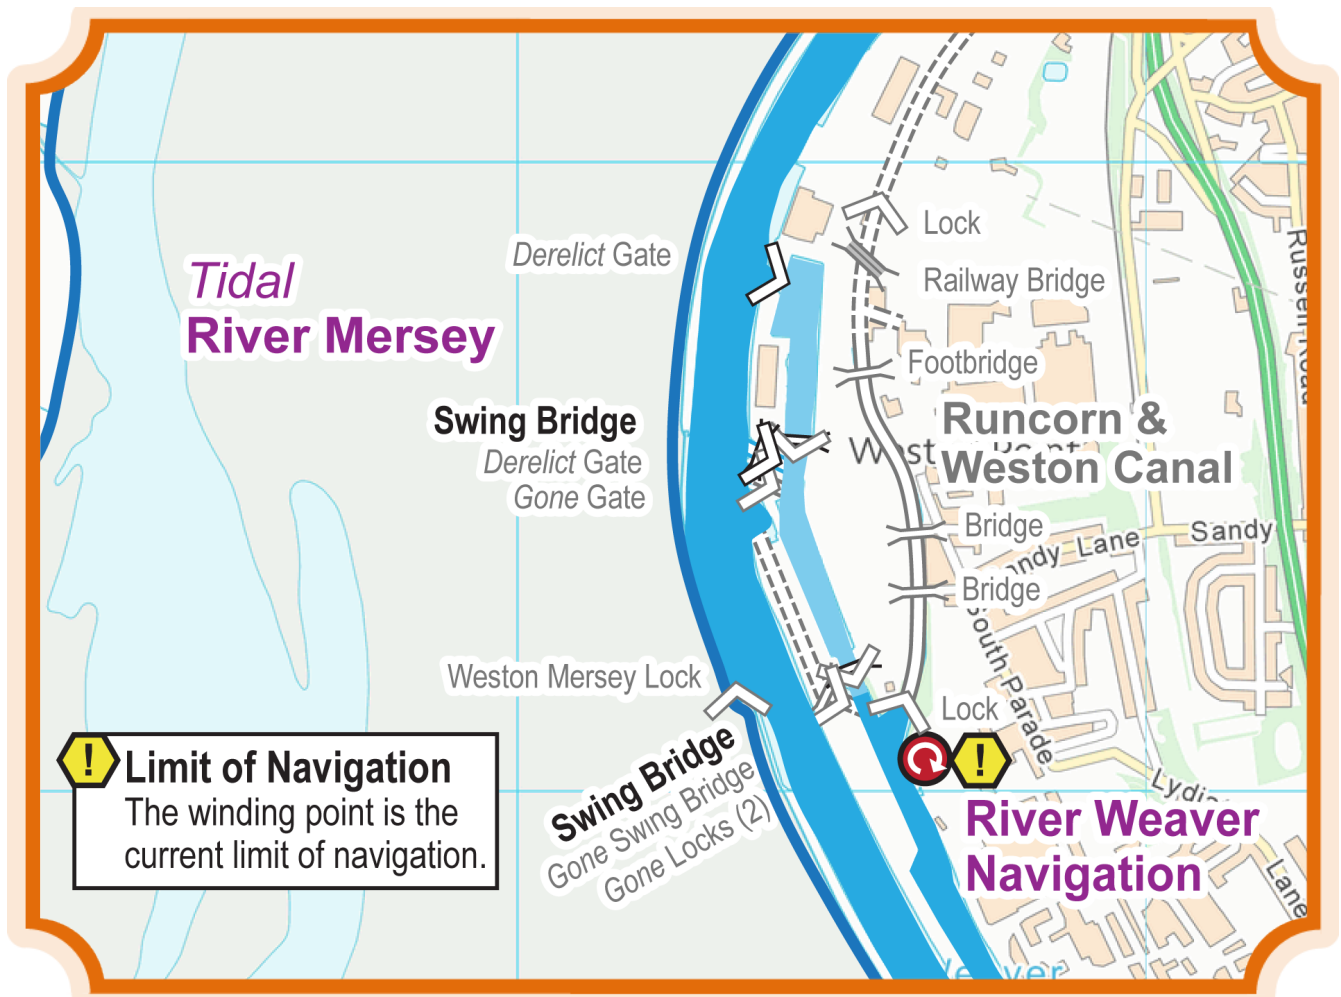 Lock
Derelict Gate
Railway Bridge
Russell Road
Tidal
River Mersey
Footbridge
Swing Bridge
Derelict Gate
Gone Gate
Runcorn &
Weston Canal
Bridge
Sandy
Lane
Bridge
South Parade
Weston Mersey Lock
Lock
Swing Bridge
Gone Swing Bridge
Gone Locks (2)
! Limit of Navigation
The winding point is the
current limit of navigation.
!
River Weaver
Navigation
Lane